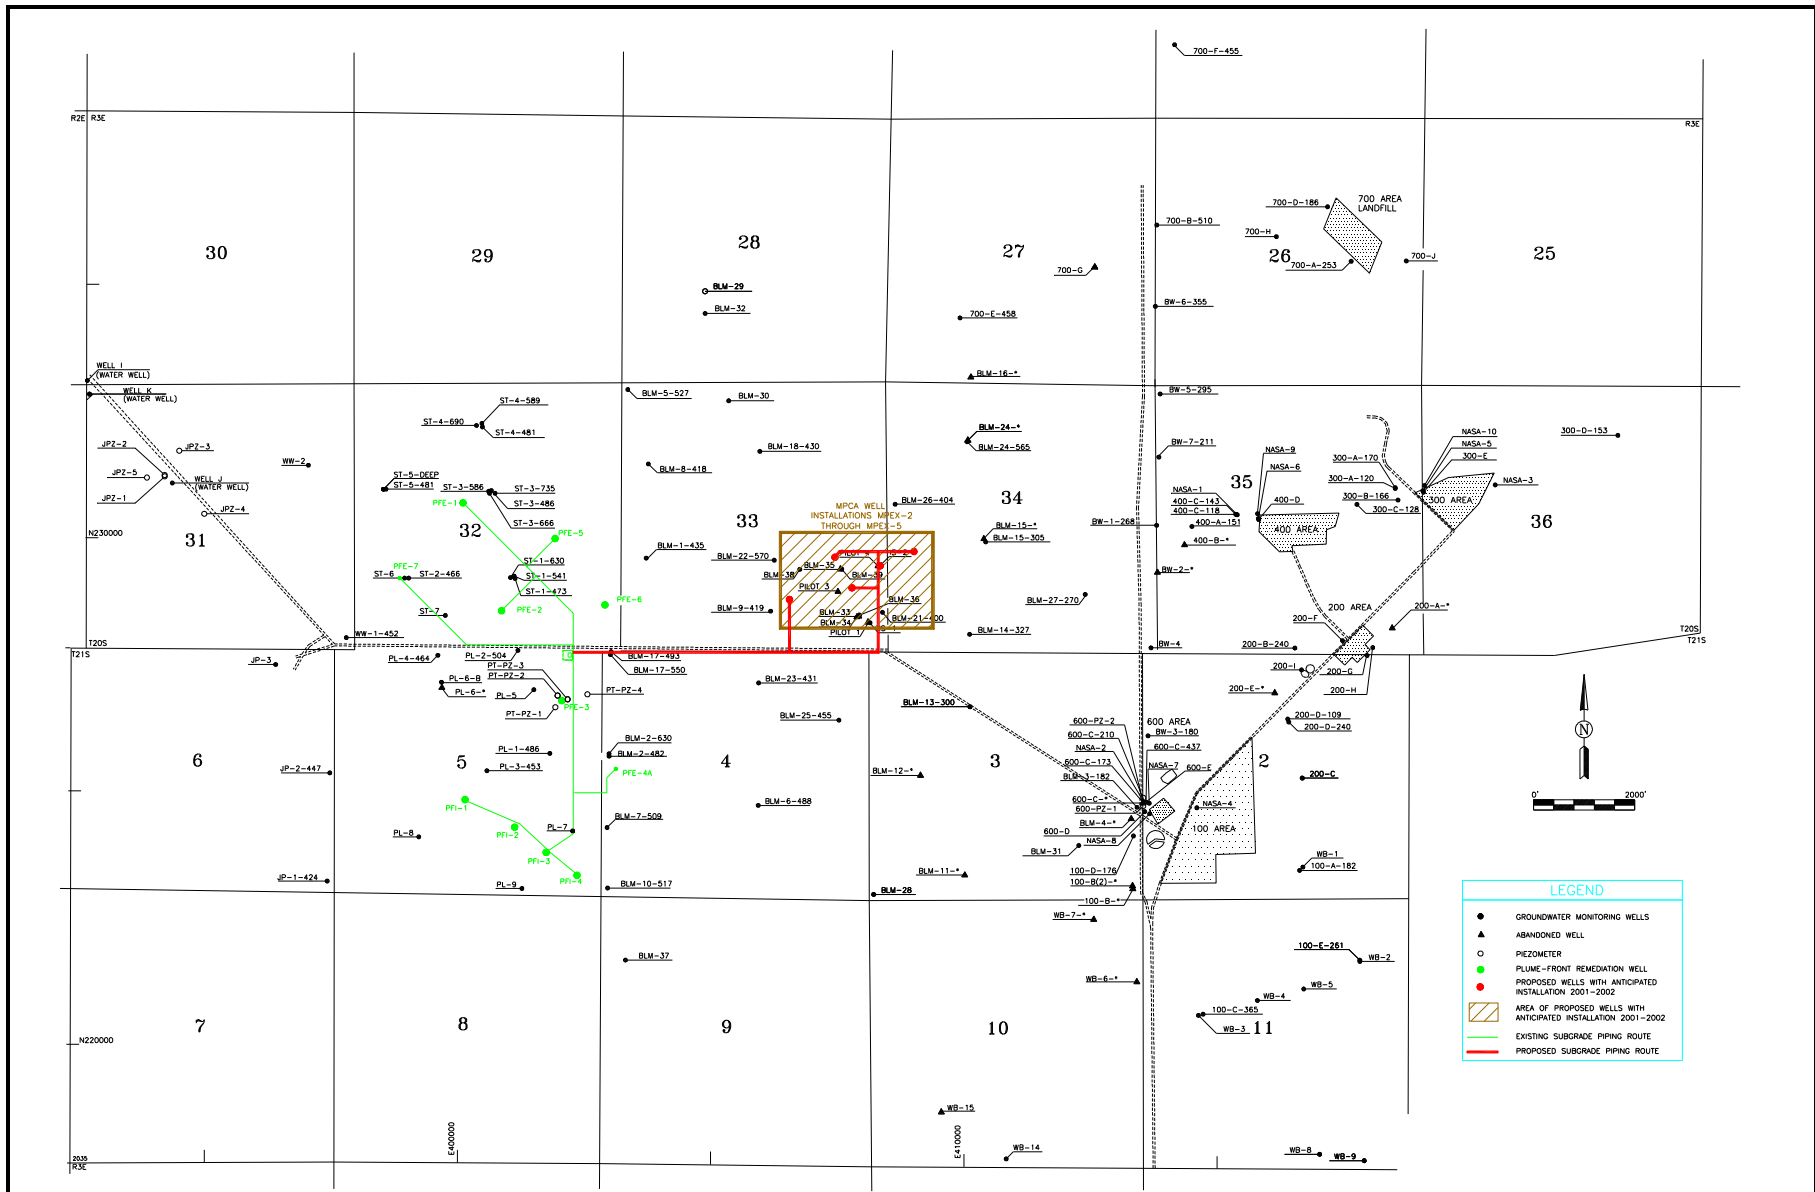 700-F-455
R2E
R3E
R3E
700-D-186
700 AREA
LANDFILL
700-B-510
700-H
30
29
28
27
26
25
700-G
700-A-253
700-J
BLM-29
BLM-32
700-E-458
BW-6-355
WELL I
(WATER WELL)
WELL K
(WATER WELL)
BLM-5-527
BLM-30
BLM-16-*
BW-5-295
ST-4-589
ST-4-690
ST-4-481
JPZ-2
JPZ-3
JPZ-5
WELL J
(WATER WELL)
JPZ-1
JPZ-4
WW-2
ST-5-DEEP
ST-5-481
ST-3-586
ST-3-735
ST-3-486
ST-3-666
PFE-1
BLM-18-430
BLM-8-418
BLM-24-*
BLM-24-565
BW-7-211
NASA-9
NASA-6
300-A-170
300-A-120
300-B-166
300-C-128
NASA-10
NASA-5
300-E
300-D-153
NASA-3
300 AREA
BLM-26-404
34
35
36
NASA-1
400-C-143
400-C-118
400-D
400-A-151
400 AREA
400-B-*
BW-1-268
MPCA WELL
INSTALLATIONS MPEX-2
THROUGH MPEX-5
33
32
31
N230000
PFE-5
BLM-1-435
BLM-22-570
BLM-15-*
BLM-15-305
BW-2-*
PFE-7
ST-6
ST-2-466
ST-1-630
ST-1-541
ST-1-473
BLM-38
BLM-35
BLM-39
PILOT 3
BLM-36
PFE-2
PFE-6
ST-7
BLM-9-419
BLM-33
BLM-34
BLM-21-400
PILOT 1
BLM-27-270
BLM-14-327
200 AREA
200-F
200-A-*
WW-1-452
BW-4
200-B-240
T20S
T21S
T20S
T21S
JP-3
PL-4-464
PL-2-504
PT-PZ-3
PT-PZ-2
BLM-17-493
BLM-17-550
200-I
200-G
200-H
PL-6-B
PL-6-*
PL-5
PT-PZ-4
BLM-23-431
200-E-*
PFE-3
PT-PZ-1
BLM-25-455
BLM-13-300
200-D-109
200-D-240
600-PZ-2
600 AREA
600-C-210
BW-3-180
NASA-2
600-C-437
600-C-173
NASA-7
BLM-3-182
600-E
PL-1-486
BLM-2-630
BLM-2-482
6
5
4
3
2
JP-2-447
PL-3-453
PFE-4A
BLM-12-*
200-C
N
0'
2000'
PFI-1
BLM-6-488
600-C-*
600-PZ-1
NASA-4
BLM-4-*
PFI-2
PL-7
PL-8
BLM-7-509
600-D
NASA-8
100 AREA
BLM-31
PFI-3
WB-1
100-A-182
BLM-11-*
100-D-176
100-B(2)-*
JP-1-424
PFI-4
PL-9
BLM-10-517
BLM-28
100-B-*
WB-7-*
LEGEND
GROUNDWATER MONITORING WELLS
ABANDONED WELL
PIEZOMETER
PLUME-FRONT REMEDIATION WELL
PROPOSED WELLS WITH ANTICIPATED
INSTALLATION 2001-2002
AREA OF PROPOSED WELLS WITH
ANTICIPATED INSTALLATION 2001-2002
EXISTING SUBGRADE PIPING ROUTE
PROPOSED SUBGRADE PIPING ROUTE
BLM-37
100-E-261
WB-2
WB-6-*
WB-5
WB-4
100-C-365
WB-3
7
8
9
10
11
N220000
WB-15
E400000
E410000
WB-14
WB-8
WB-9
2035
R3E